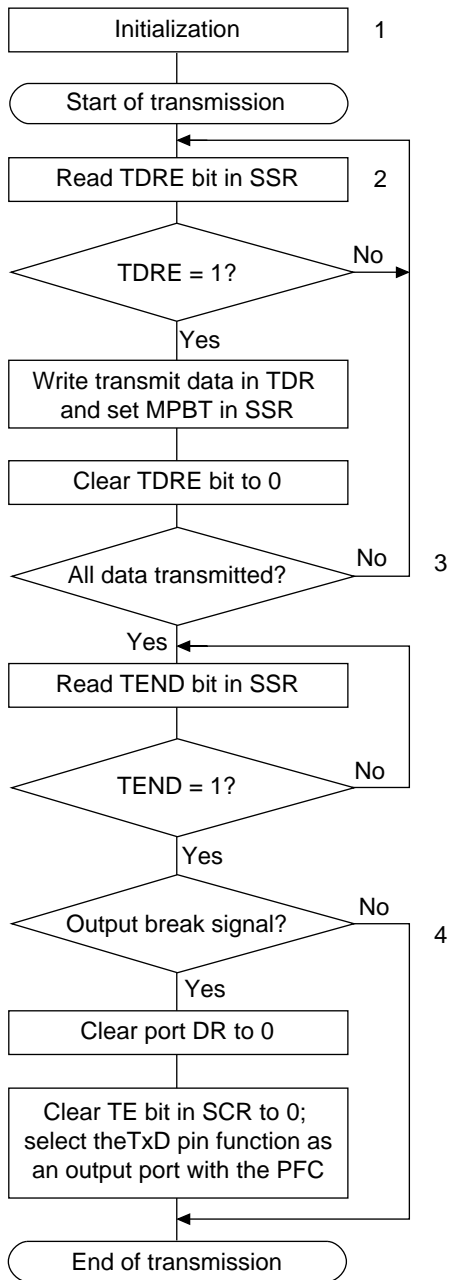 Initialization
1
Start of transmission
Read TDRE bit in SSR
2
TDRE = 1?
No
Yes
Write transmit data in TDR
and set MPBT in SSR
Clear TDRE bit to 0
All data transmitted?
No
3
Yes
Read TEND bit in SSR
TEND = 1?
No
Yes
Output break signal?
No
4
Yes
Clear port DR to 0
Clear TE bit in SCR to 0;
select theTxD pin function as
an output port with the PFC
End of transmission